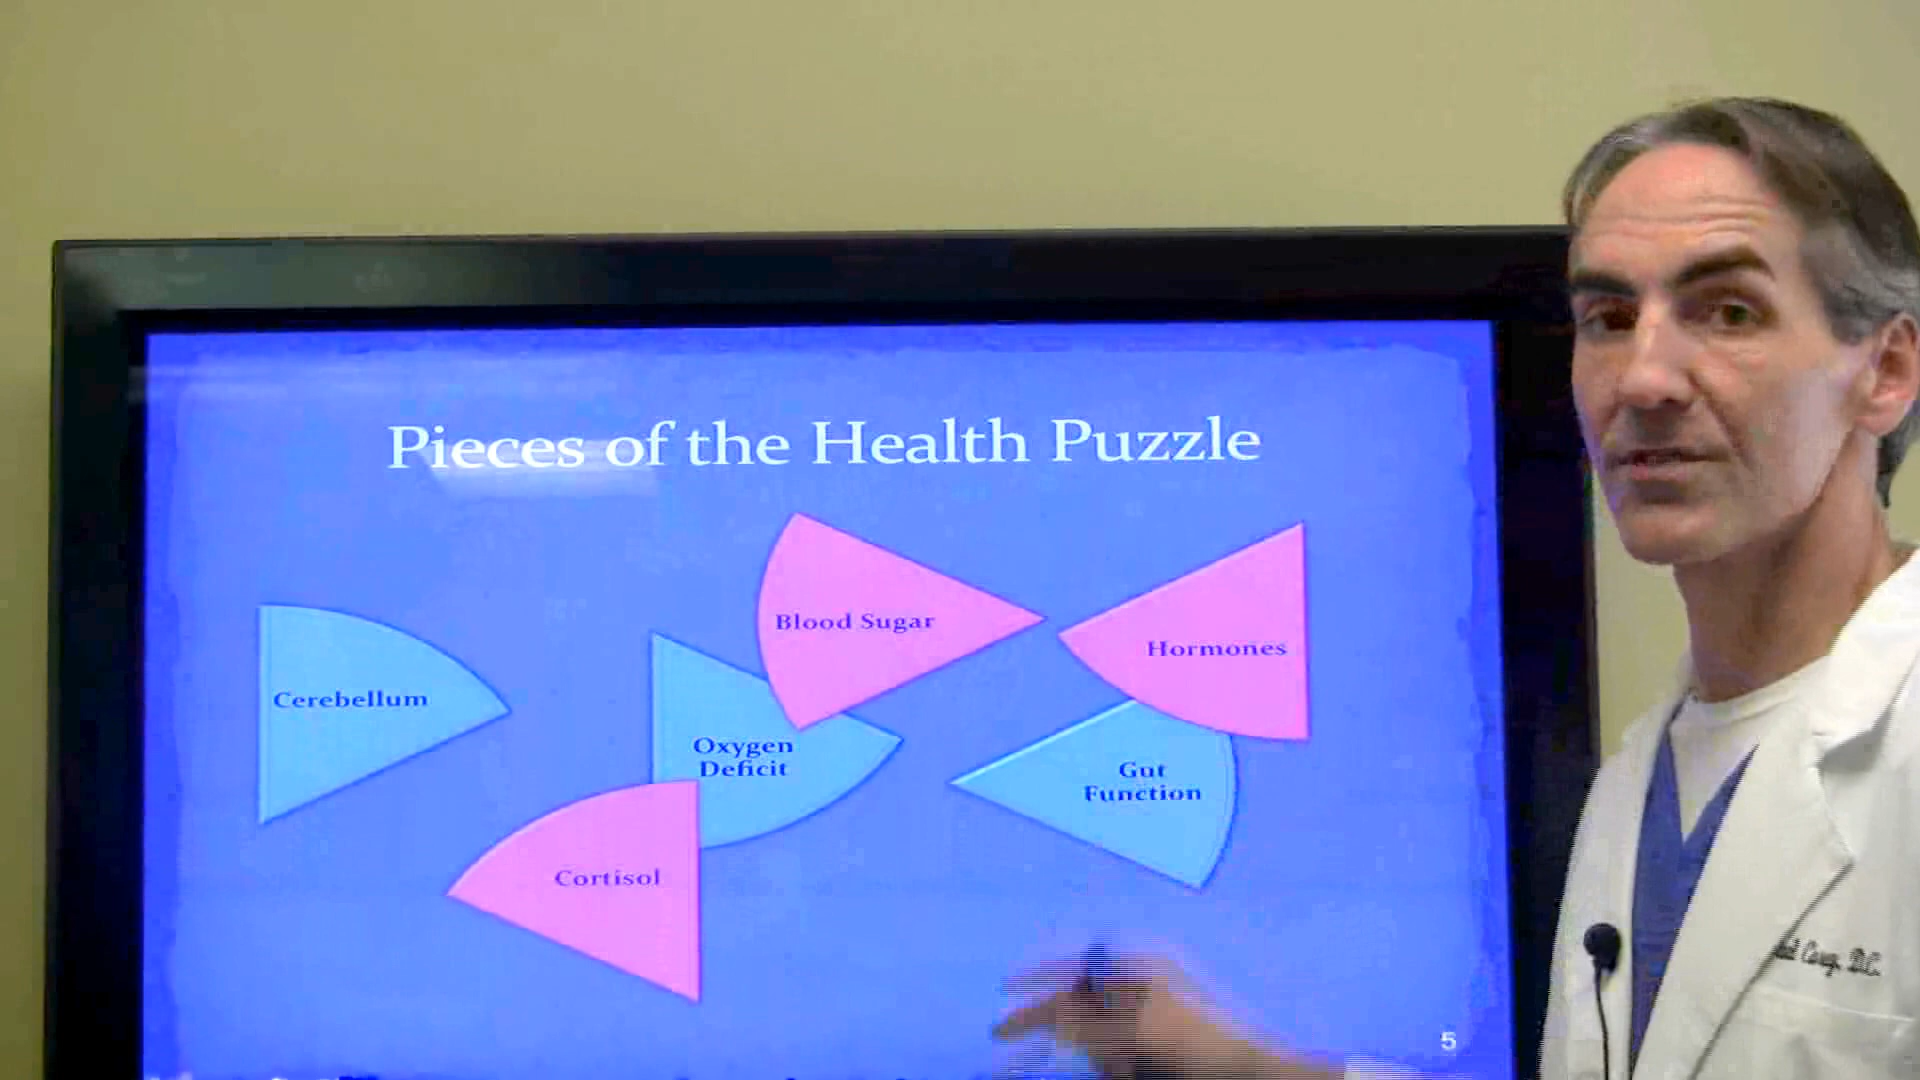 Pieces of the Health Puzzle
Blood Sugar
Hormones
Cerebellum
Oxygen
Deficit
Gut
Function
Cortisol
D.C.
5